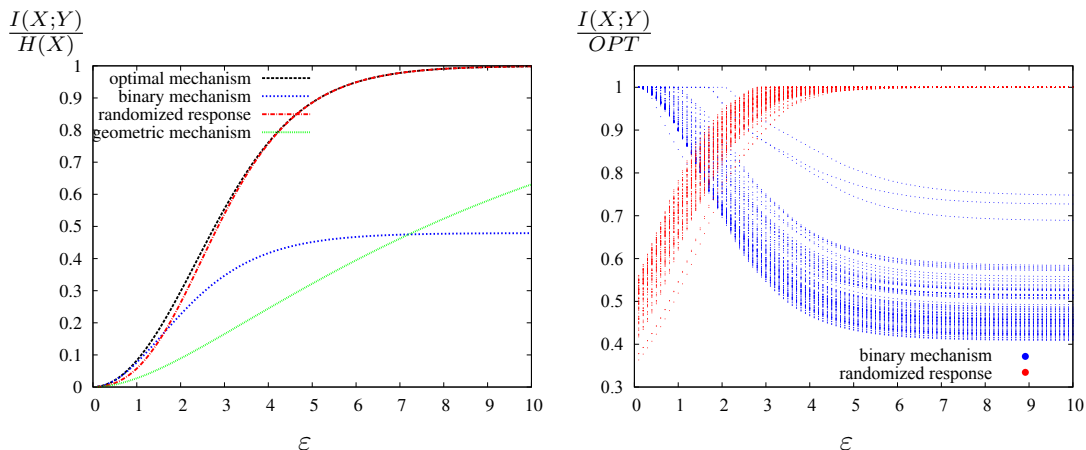 I(X;Y)
H(X)
1
0.9
0.8
0.7
0.6
0.5
0.4
0.3
0.2
0.1
0
optimal mechanism
binary mechanism
randomized response
geometric mechanism
0 1 2 3 4 5 6 7 8 9 10
ε
I(X;Y)
OPT
1
0.9
0.8
0.7
0.6
0.5
0.4
0.3
binary mechanism
randomized response
0 1 2 3 4 5 6 7 8 9 10
ε